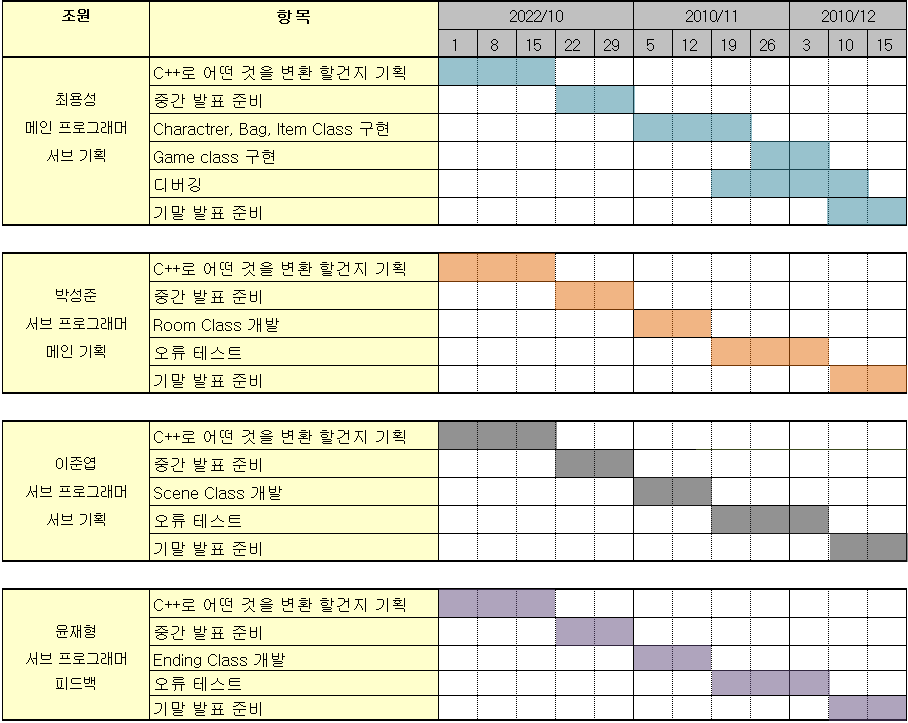 조원 항목 2022/10 2010/11 2010/12
1 8 15 22 29 5 12 19 26 3 10 15
최용성
메인 프로그래머
서브 기획
C++로 어떤 것을 변환 할건지 기획
중간 발표 준비
Charactrer, Bag, Item Class 구현
Game class 구현
디버깅
기말 발표 준비
박성준
서브 프로그래머
메인 기획
C++로 어떤 것을 변환 할건지 기획
중간 발표 준비
Room Class 개발
오류 테스트
기말 발표 준비
이준엽
서브 프로그래머
서브 기획
C++로 어떤 것을 변환 할건지 기획
중간 발표 준비
Scene Class 개발
오류 테스트
기말 발표 준비
윤재형
서브 프로그래머
피드백
C++로 어떤 것을 변환 할건지 기획
중간 발표 준비
Ending Class 개발
오류 테스트
기말 발표 준비